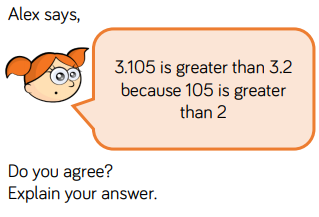 Alex says,
3.105 is greater than 3.2
because 105 is greater
than 2
Do you agree?
Explain your answer.